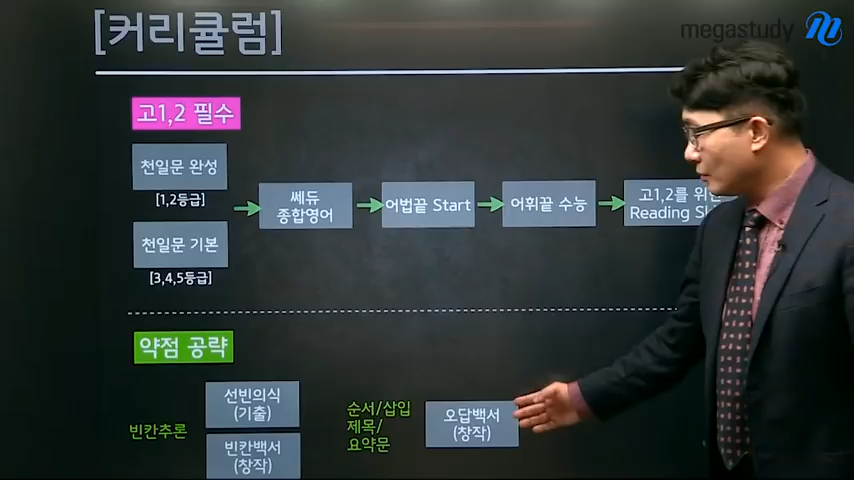 [커리큘럼]
megastudy
고1,2 필수
천일문 완성
[1,2등급]
천일문 기본
[3,4,5등급]
쎄듀
종합영어
어법끝 Start
어휘끝 수능
고1,2를
Reading
약점 공략
빈칸추론
선빈의식
(기출)
빈칸백서
(창작)
순서/삽입
제목/
요약문
오답백서
(창작)